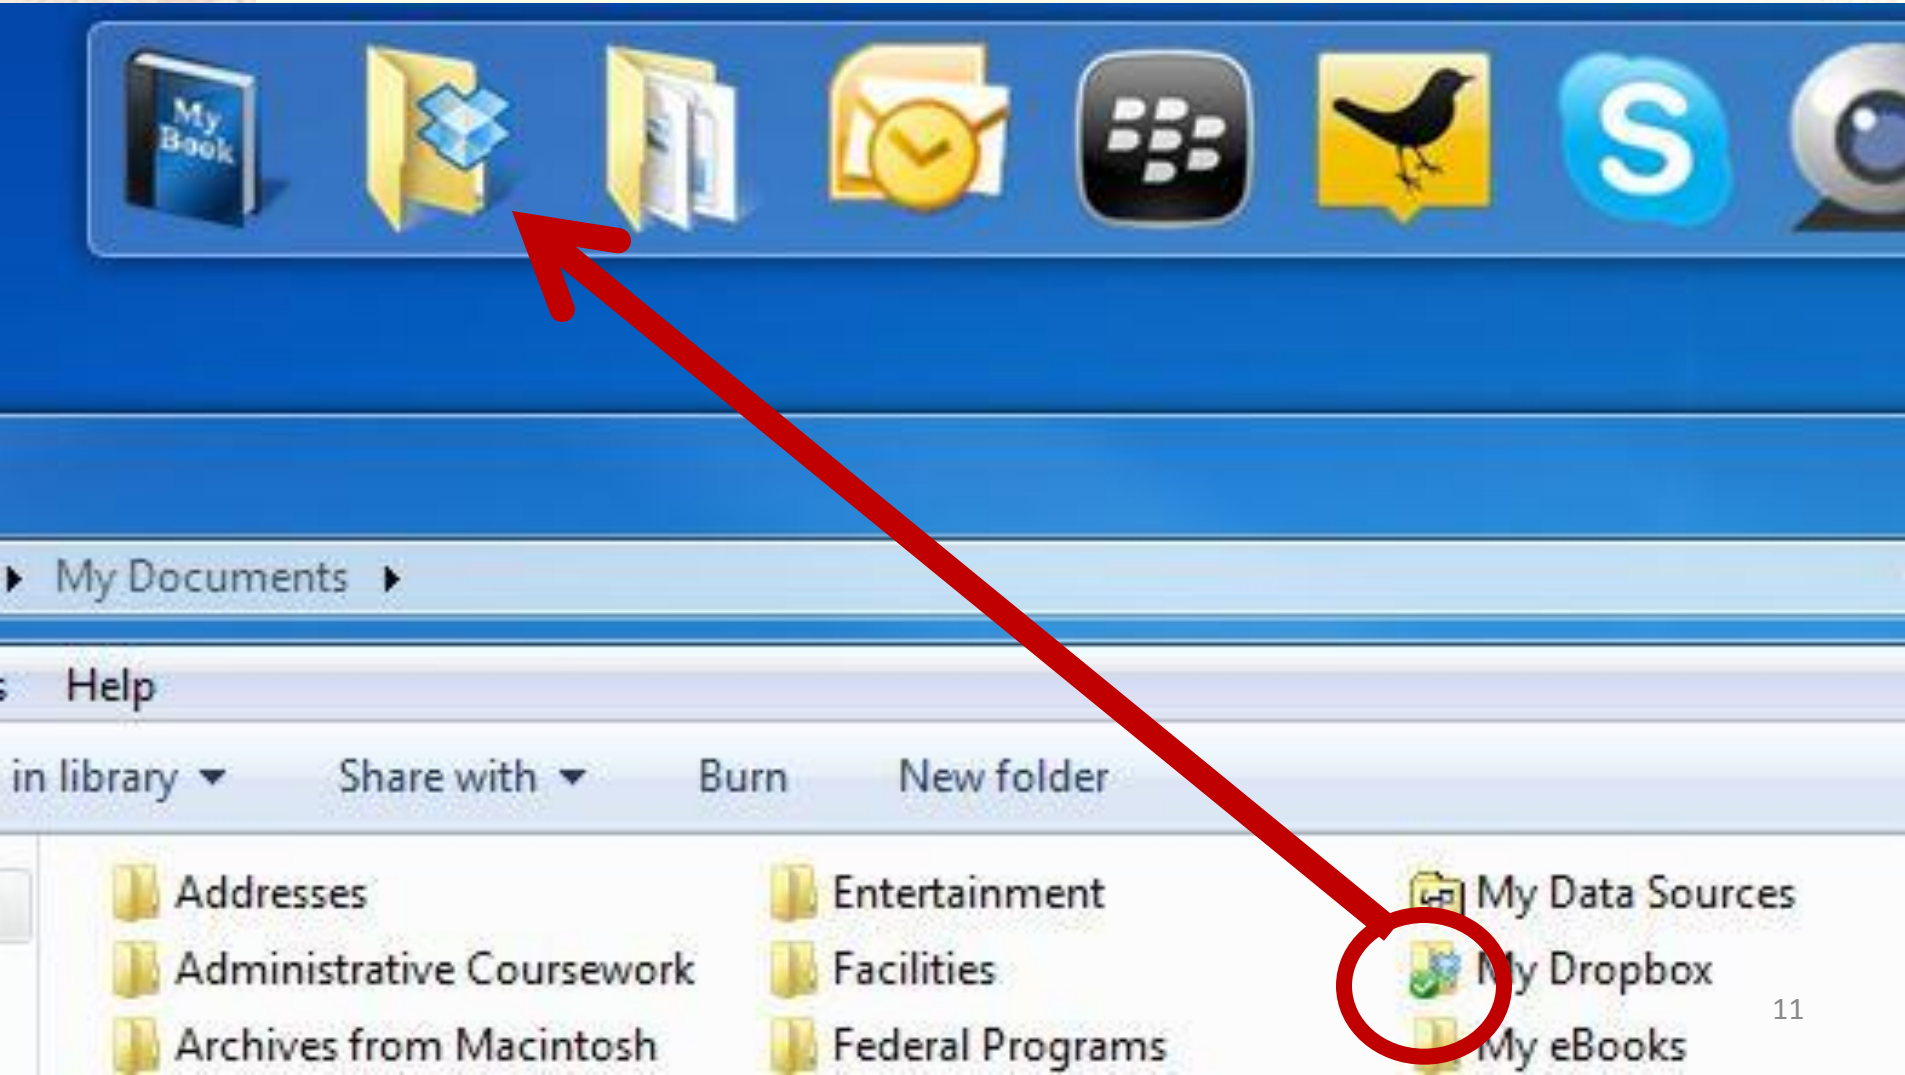 My
Book
S
My Documents
s Help
in library Share with Burn New folder
Addresses Entertainment My Data Sources
Administrative Coursework Facilities My Dropbox
11
Archives from Macintosh Federal Programs My eBooks